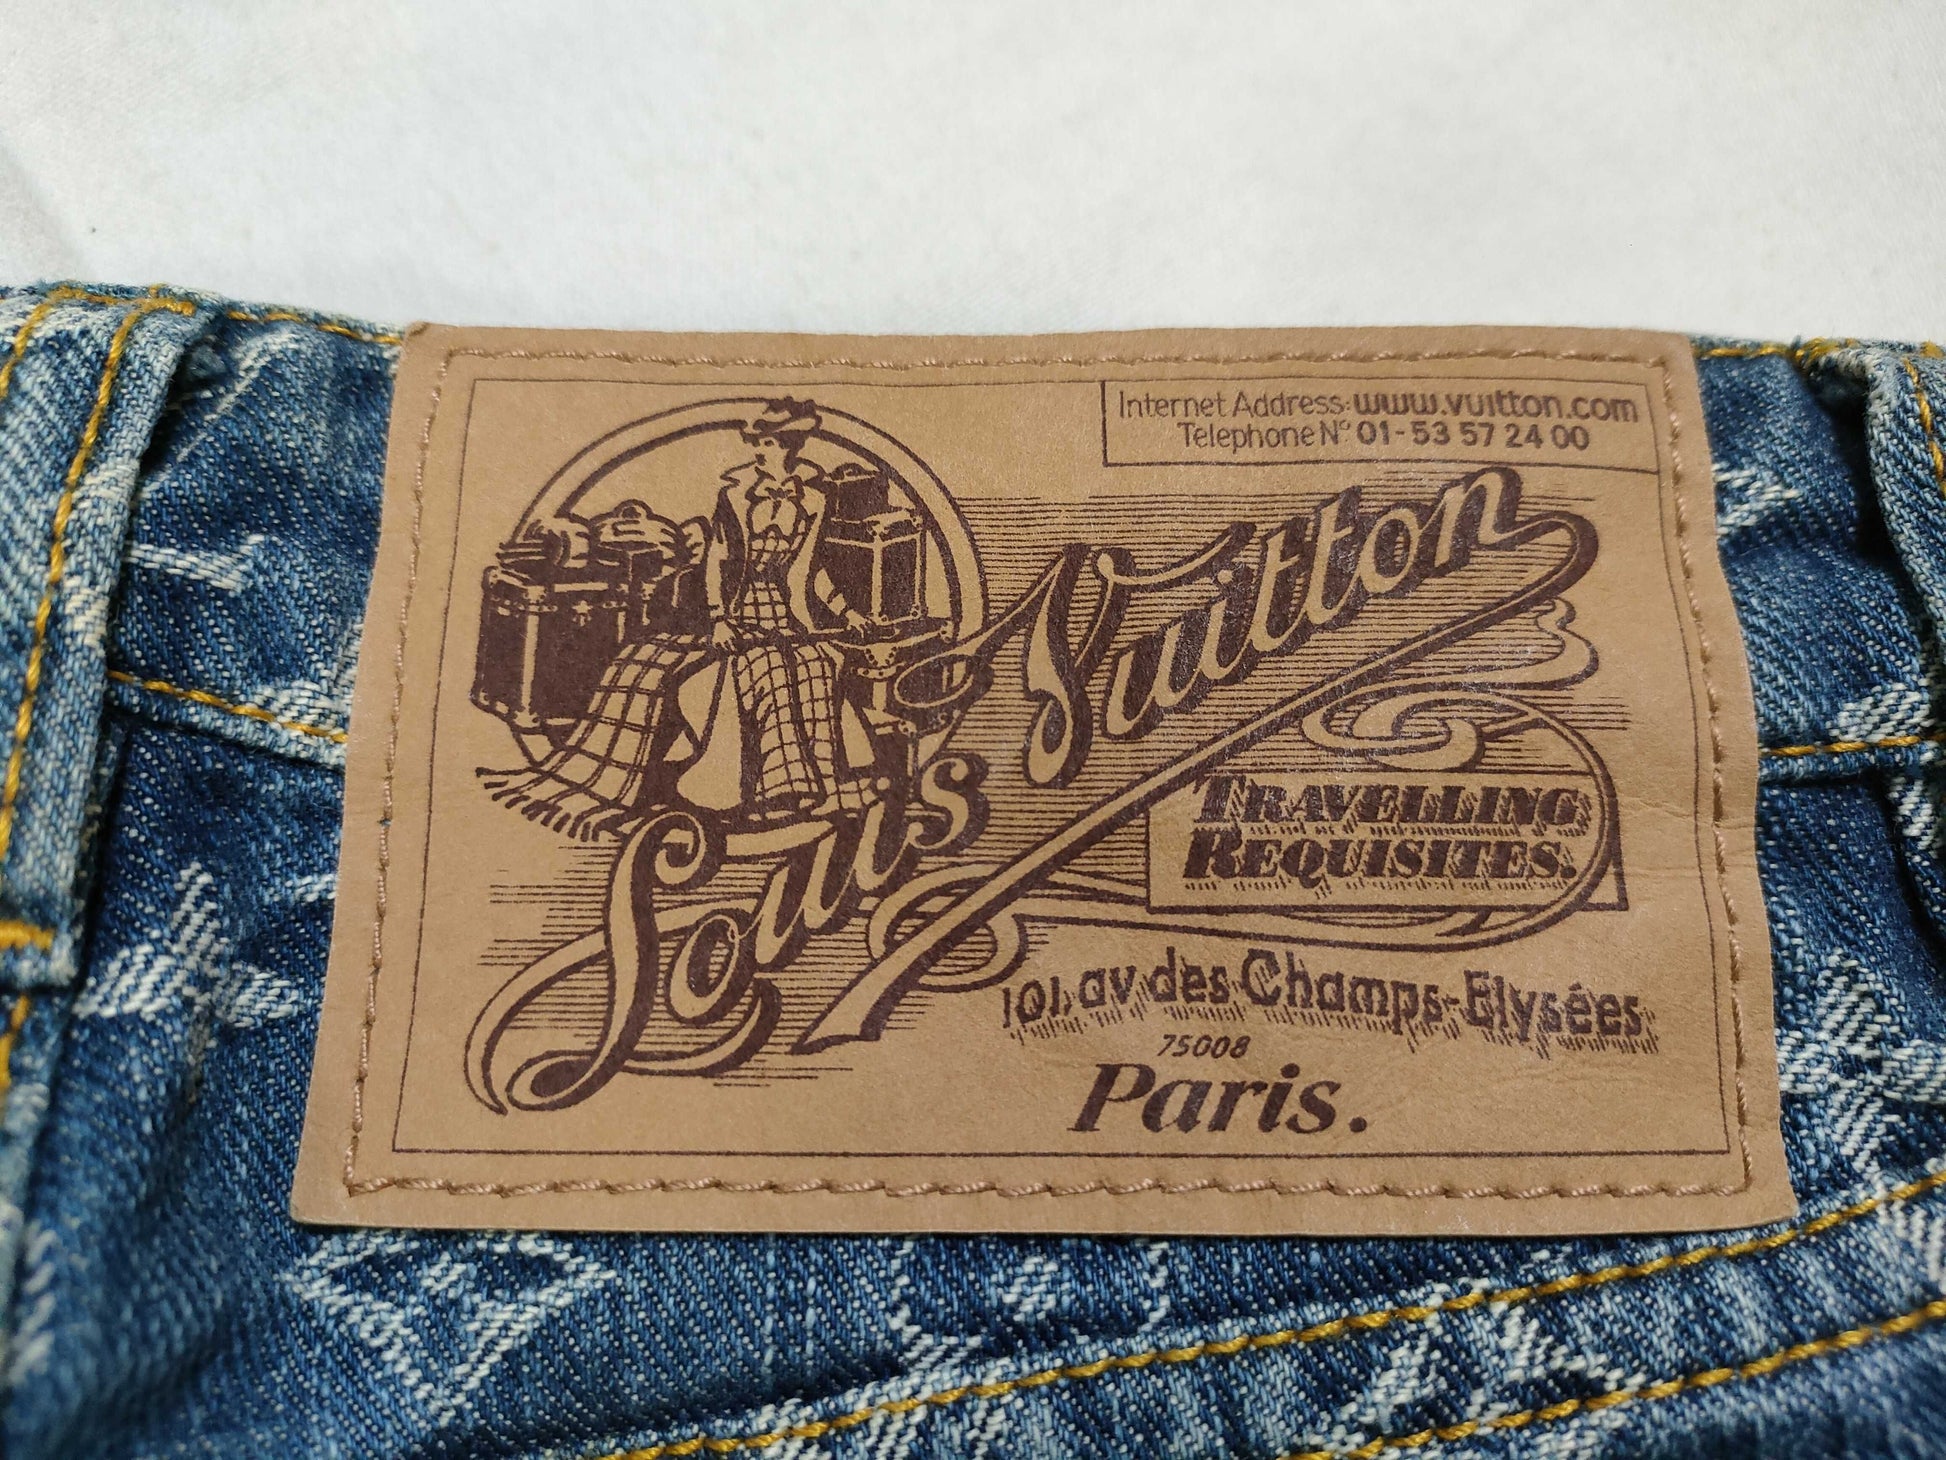 Internet Address: www.vuitton.com
Telephone Nº 01-53 57 24 00
Louis Vuitton
TRAVELLING
REQUISITES.
101, av des Champs-Elysées
75008
Paris.